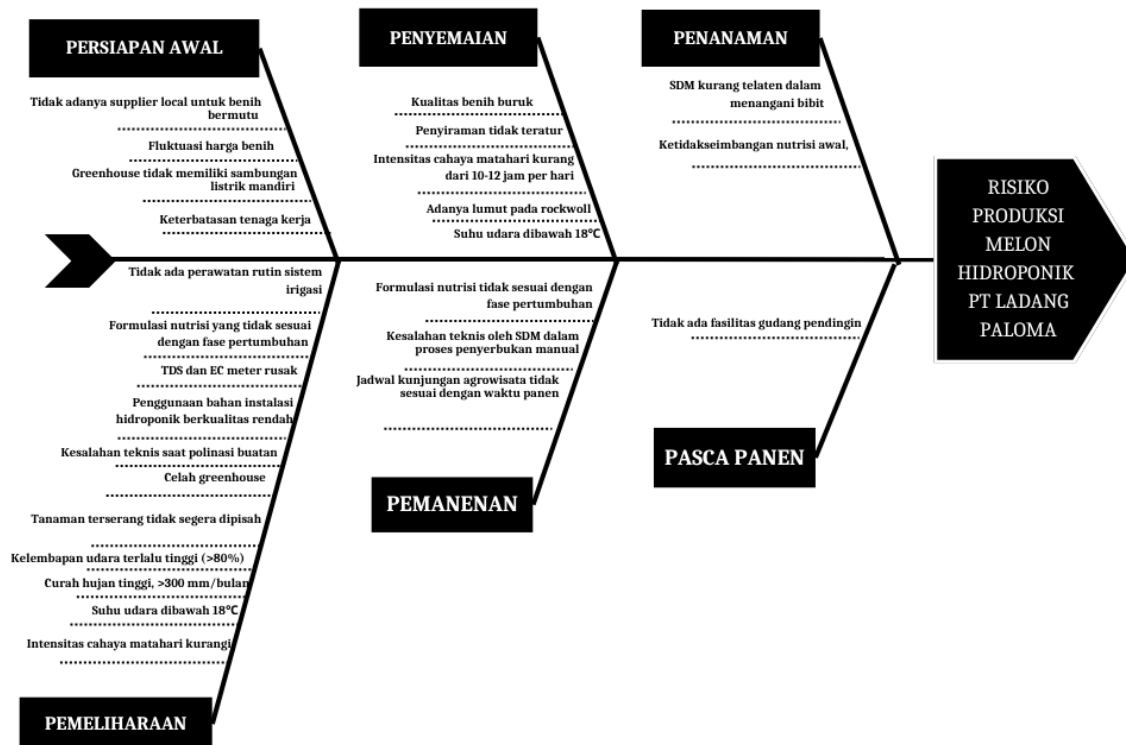 PERSIAPAN AWAL
Tidak adanya supplier local untuk benih
bermutu
Fluktuasi harga benih
Greenhouse tidak memiliki sambungan
listrik mandiri
Keterbatasan tenaga kerja
PENYEMAIAN
Kualitas benih buruk
Penyiraman tidak teratur
Intensitas cahaya matahari kurang
dari 10-12 jam per hari
Adanya lumut pada rockwoll
Suhu udara dibawah 18℃
PENANAMAN
SDM kurang telaten dalam
menangani bibit
Ketidakseimbangan nutrisi awal,
RISIKO
PRODUKSI
MELON
HIDROPONIK
PT LADANG
PALOMA
Tidak ada perawatan rutin sistem
irigasi
Formulasi nutrisi yang tidak sesuai
dengan fase pertumbuhan
TDS dan EC meter rusak
Penggunaan bahan instalasi
hidroponik berkualitas rendah
Kesalahan teknis saat polinasi buatan
Celah greenhouse
Tanaman terserang tidak segera dipisah
Kelembapan udara terlalu tinggi (>80%)
Curah hujan tinggi, >300 mm/bulan
Suhu udara dibawah 18℃
Intensitas cahaya matahari kurangi
PEMELIHARAAN
Formulasi nutrisi tidak sesuai dengan
fase pertumbuhan
Kesalahan teknis oleh SDM dalam
proses penyerbukan manual
Jadwal kunjungan agrowisata tidak
sesuai dengan waktu panen
PEMANENAN
Tidak ada fasilitas gudang pendingin
PASCA PANEN